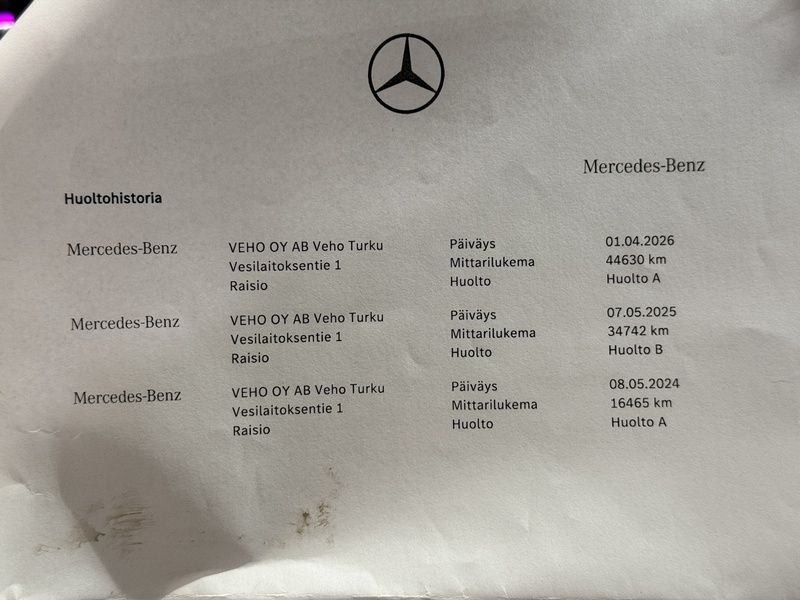 Mercedes-Benz
Huoltohistoria
Mercedes-Benz VEHO OY AB Veho Turku Päiväys 01.04.2026
Vesilaitoksentie 1 Mittarilukema 44630 km
Raisio Huolto Huolto A
Mercedes-Benz VEHO OY AB Veho Turku Päiväys 07.05.2025
Vesilaitoksentie 1 Mittarilukema 34742 km
Raisio Huolto Huolto B
Mercedes-Benz VEHO OY AB Veho Turku Päiväys 08.05.2024
Vesilaitoksentie 1 Mittarilukema 16465 km
Raisio Huolto Huolto A